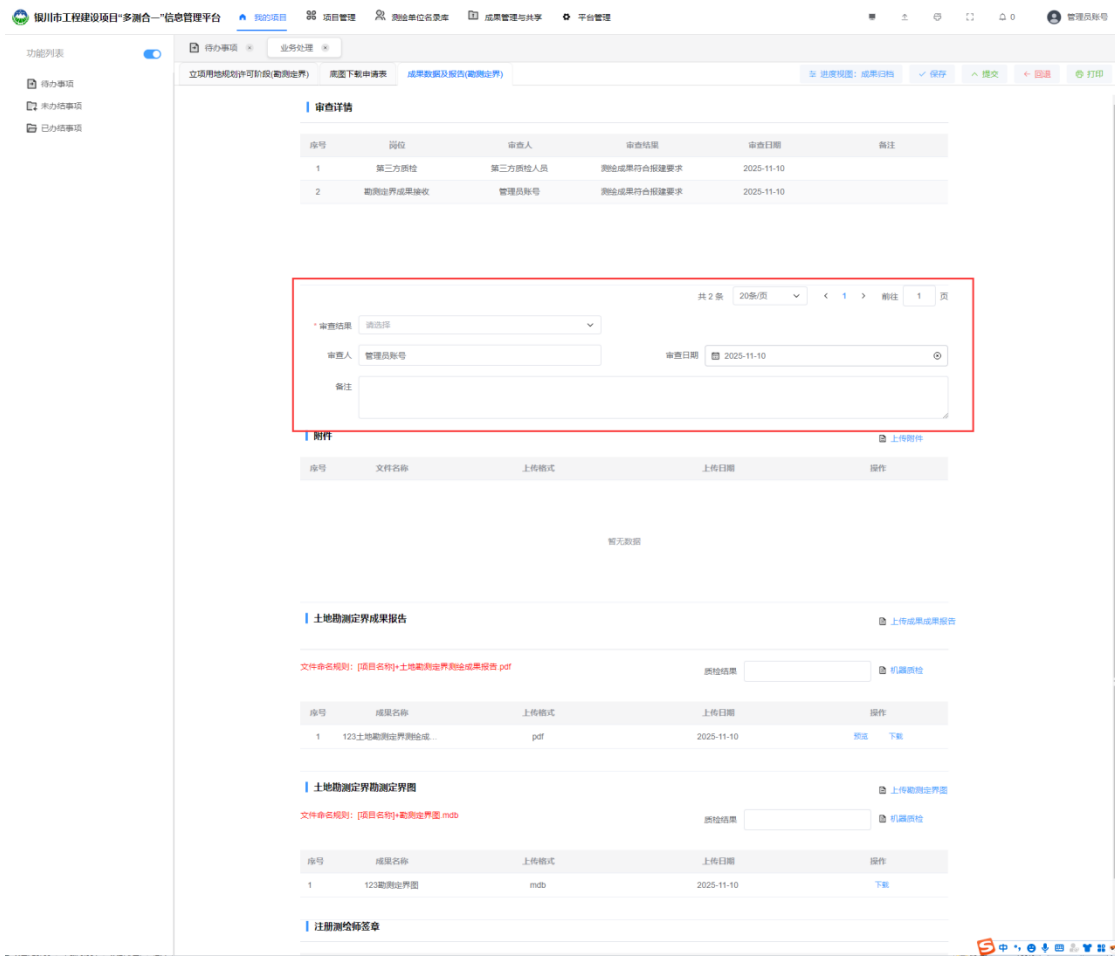 银川市工程建设项目“多测合一”信息管理平台 我的项目 项目管理 测绘单位名录库 成果管理与共享 平台管理 0 管理员账号
功能列表 待办事项 业务处理
立项用地规划许可阶段(勘测定界) 底图下载申请表 成果数据及报告(勘测定界) 进度视图：成果归档 保存 提交 回退 打印
待办事项
未办结事项
已办结事项
审查详情
序号 岗位 审查人 审查结果 审查日期 备注
1 第三方质检 第三方质检人员 测绘成果符合报建要求 2025-11-10
2 勘测定界成果接收 管理员账号 测绘成果符合报建要求 2025-11-10
共 2 条 20条/页 1 前往 1 页
* 审查结果 请选择
审查人 管理员账号 审查日期 2025-11-10
备注
附件 上传附件
序号 文件名称 上传格式 上传日期 操作
暂无数据
土地勘测定界成果报告 上传成果成果报告
文件命名规则：[项目名称]+土地勘测定界测绘成果报告.pdf 质检结果 机器质检
序号 成果名称 上传格式 上传日期 操作
1 123土地勘测定界测绘成... pdf 2025-11-10 预览 下载
土地勘测定界勘测定界图 上传勘测定界图
文件命名规则：[项目名称]+勘测定界图.mdb 质检结果 机器质检
序号 成果名称 上传格式 上传日期 操作
1 123勘测定界图 mdb 2025-11-10 下载
注册测绘师签章
中